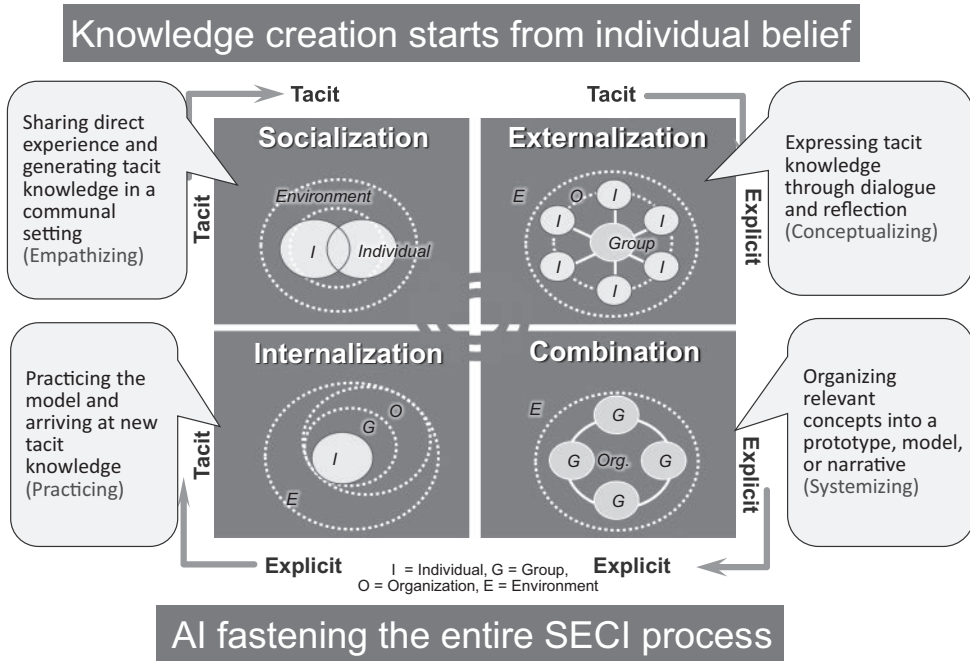 Knowledge creation starts from individual belief
Tacit
Tacit
Sharing direct
experience and
generating tacit
knowledge in a
communal
setting
(Empathizing)
Tacit
Socialization
Environment
I
Individual
Externalization
E
O
I
I
I
Group
I
I
I
Explicit
Expressing tacit
knowledge
through dialogue
and reflection
(Conceptualizing)
Practicing the
model and
arriving at new
tacit
knowledge
(Practicing)
Tacit
Internalization
O
G
I
E
Combination
E
G
G
Org.
G
G
Explicit
Organizing
relevant
concepts into a
prototype, model,
or narrative
(Systemizing)
Explicit
Explicit
I = Individual, G = Group,
O = Organization, E = Environment
AI fastening the entire SECI process